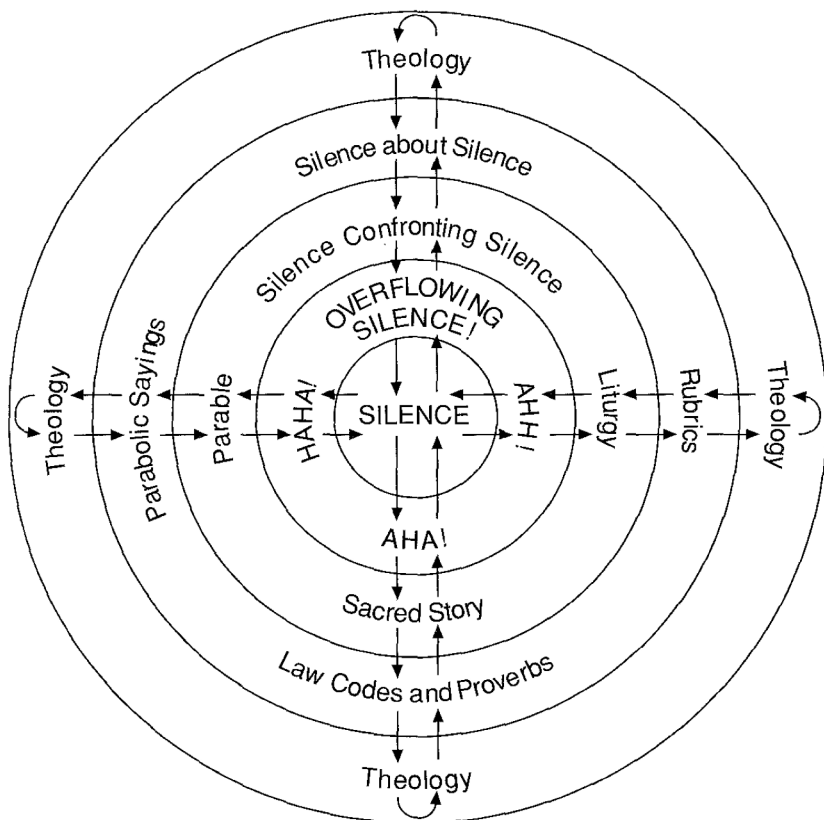 Theology
Silence about Silence
Silence Confronting Silence
OVERFLOWING
SILENCE!
Theology
Parabolic Sayings
Parable
HAHA!
SILENCE
AHH!
Liturgy
Rubrics
Theology
AHA!
Sacred Story
Law Codes and Proverbs
Theology